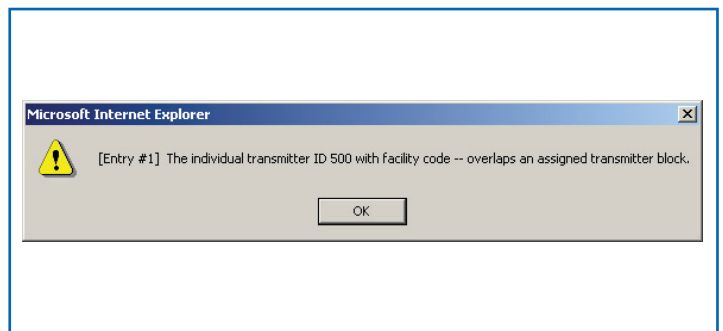 Microsoft Internet Explorer
[Entry #1] The individual transmitter ID 500 with facility code -- overlaps an assigned transmitter block.
OK